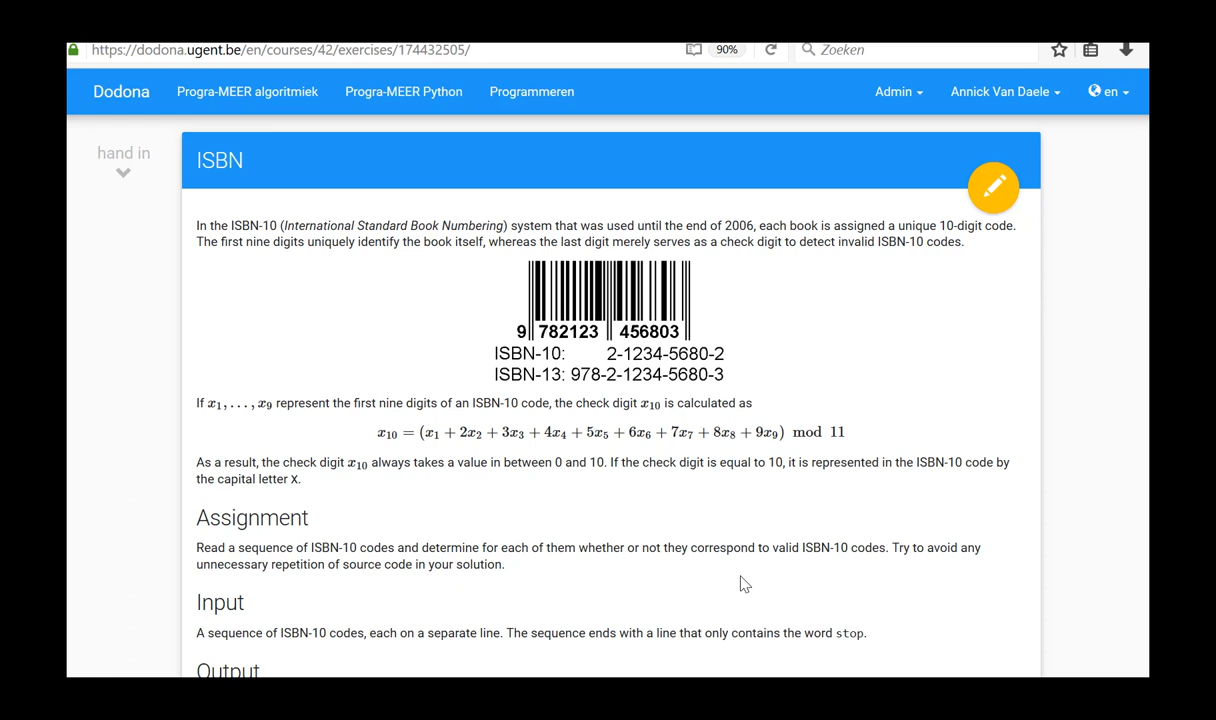 https://dodona.ugent.be/en/courses/42/exercises/174432505/ 90% Zoeken
Dodona Progra-MEER algoritmiek Progra-MEER Python Programmeren Admin Annick Van Daele en
hand in
ISBN
In the ISBN-10 (International Standard Book Numbering) system that was used until the end of 2006, each book is assigned a unique 10-digit code.
The first nine digits uniquely identify the book itself, whereas the last digit merely serves as a check digit to detect invalid ISBN-10 codes.
9 782123 456803
ISBN-10: 2-1234-5680-2
ISBN-13: 978-2-1234-5680-3
If x₁, . . . , x₉ represent the first nine digits of an ISBN-10 code, the check digit x₁₀ is calculated as
x₁₀ = (x₁ + 2x₂ + 3x₃ + 4x₄ + 5x₅ + 6x₆ + 7x₇ + 8x₈ + 9x₉) mod 11
As a result, the check digit x₁₀ always takes a value in between 0 and 10. If the check digit is equal to 10, it is represented in the ISBN-10 code by
the capital letter X.
Assignment
Read a sequence of ISBN-10 codes and determine for each of them whether or not they correspond to valid ISBN-10 codes. Try to avoid any
unnecessary repetition of source code in your solution.
Input
A sequence of ISBN-10 codes, each on a separate line. The sequence ends with a line that only contains the word stop.
Output